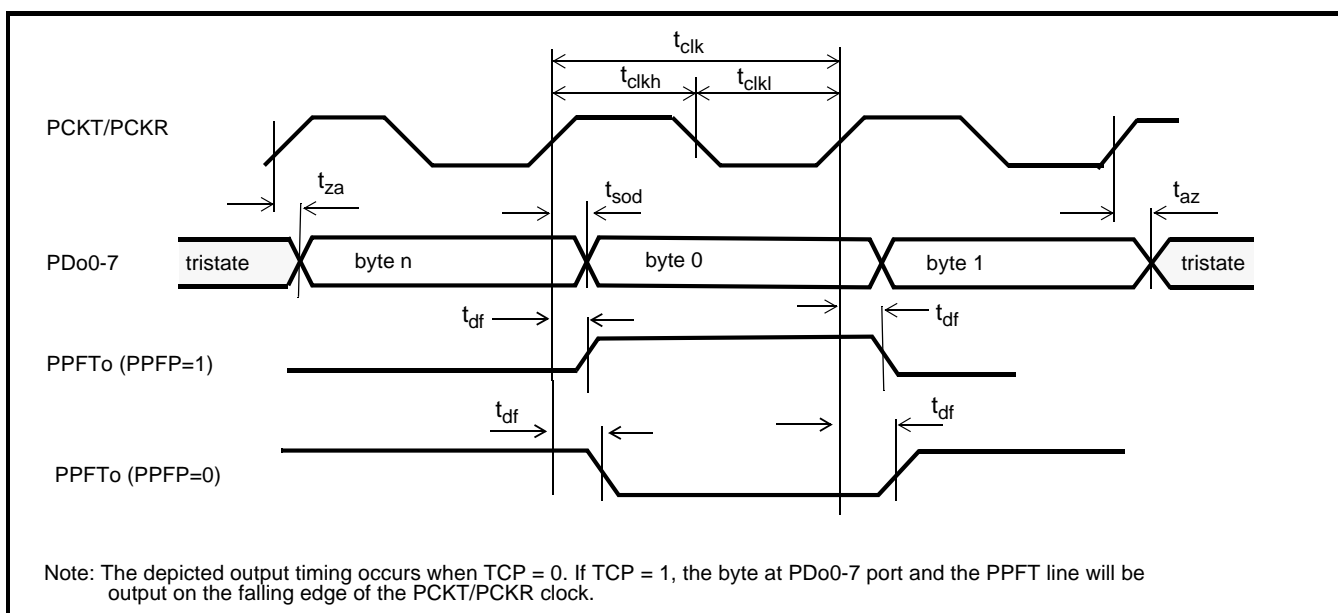 tclk
tclkh
tclkl
PCKT/PCKR
tza
tsod
taz
PDo0-7
tristate
byte n
byte 0
byte 1
tristate
tdf
tdf
PPFTo (PPFP=1)
tdf
tdf
PPFTo (PPFP=0)
Note: The depicted output timing occurs when TCP = 0. If TCP = 1, the byte at PDo0-7 port and the PPFT line will be
output on the falling edge of the PCKT/PCKR clock.